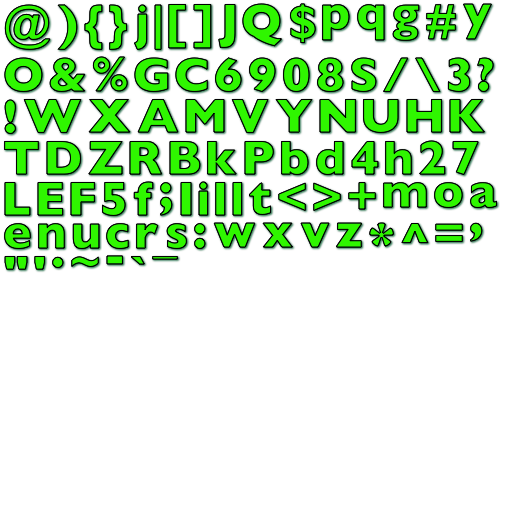 @){}j|[]JQ$pqg#y
O&%GC6908S/\3?
!WXAMVYNUHK
TDZRBkPbd4h27
LEF5f;lillt<>+moa
enucrs:wxvz*^=,
"'.~-`_